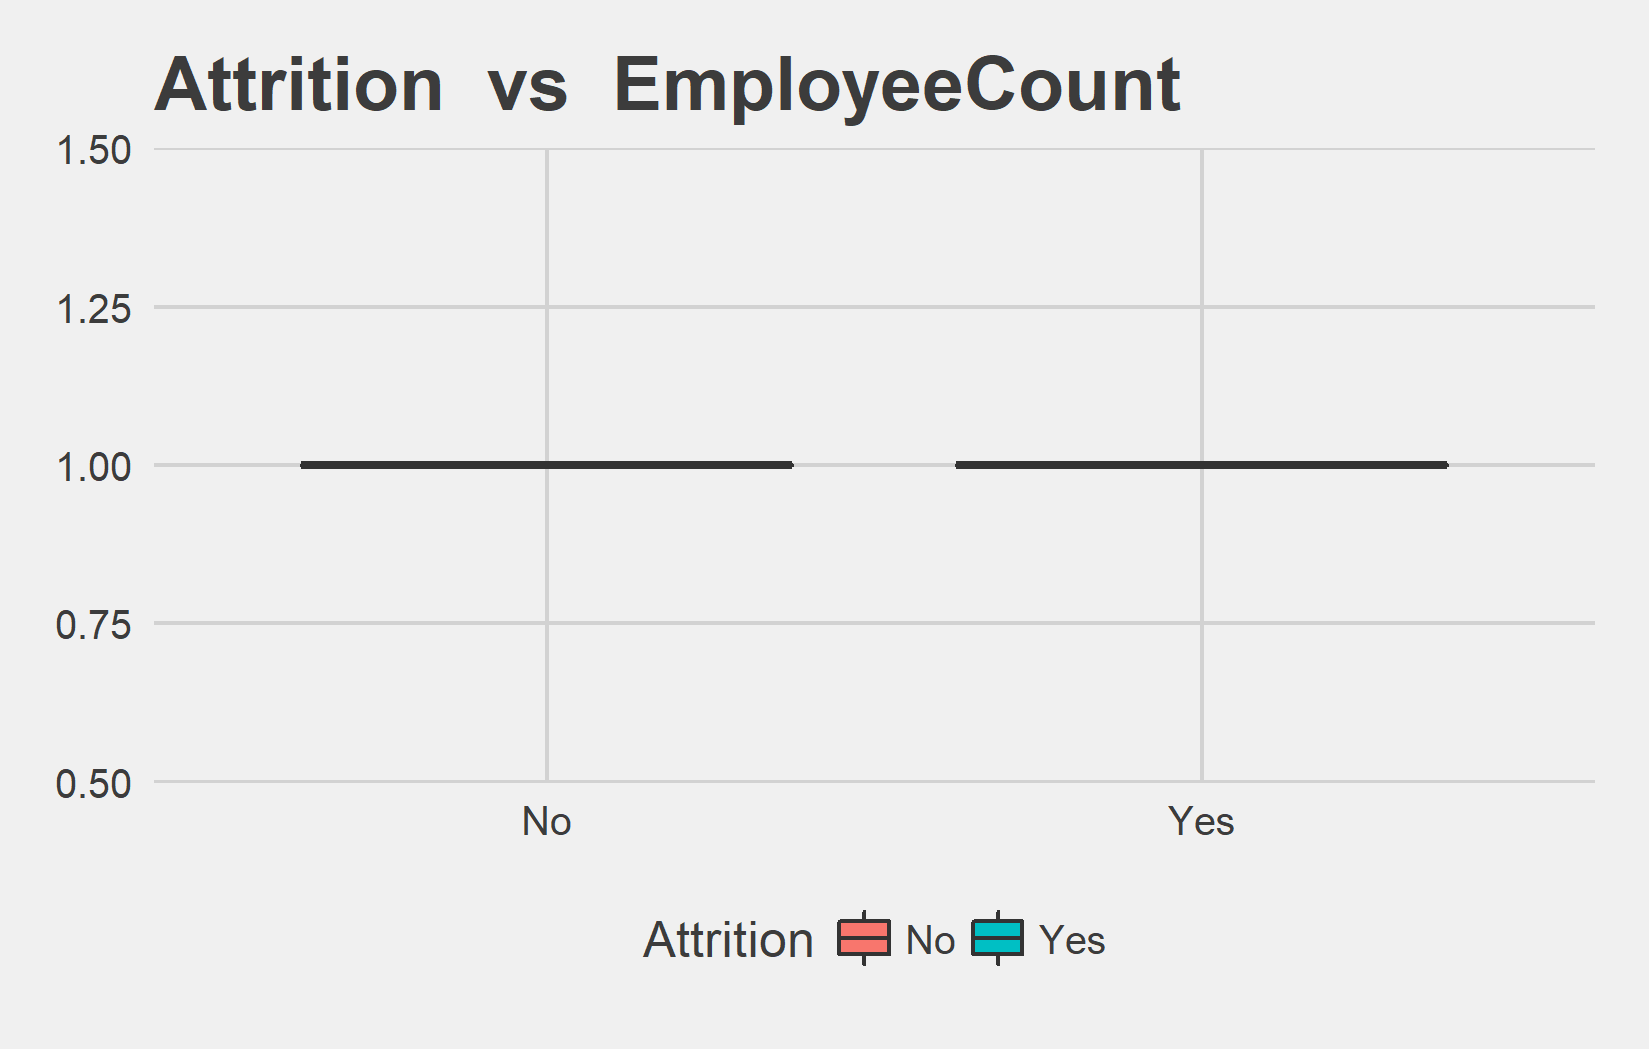 Attrition vs EmployeeCount
1.50
1.25
1.00
0.75
0.50
No Yes
Attrition No Yes